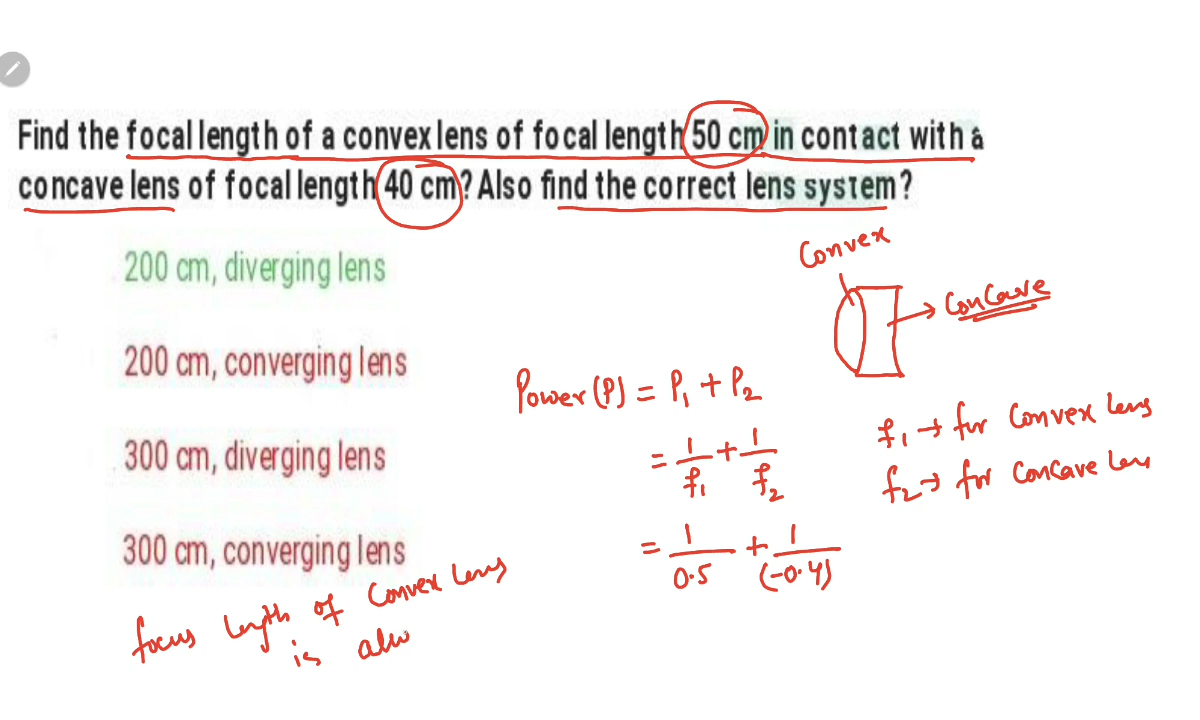 Find the focal length of a convex lens of focal length 50 cm in contact with a
concave lens of focal length 40 cm? Also find the correct lens system?
200 cm, diverging lens
200 cm, converging lens
300 cm, diverging lens
300 cm, converging lens
Convex
Concave
Power (P) = P₁ + P₂
= 1/f₁ + 1/f₂
= 1/0.5 + 1/(-0.4)
f₁ → for Convex lens
f₂ → for Concave len
focus length of Convex lens
is